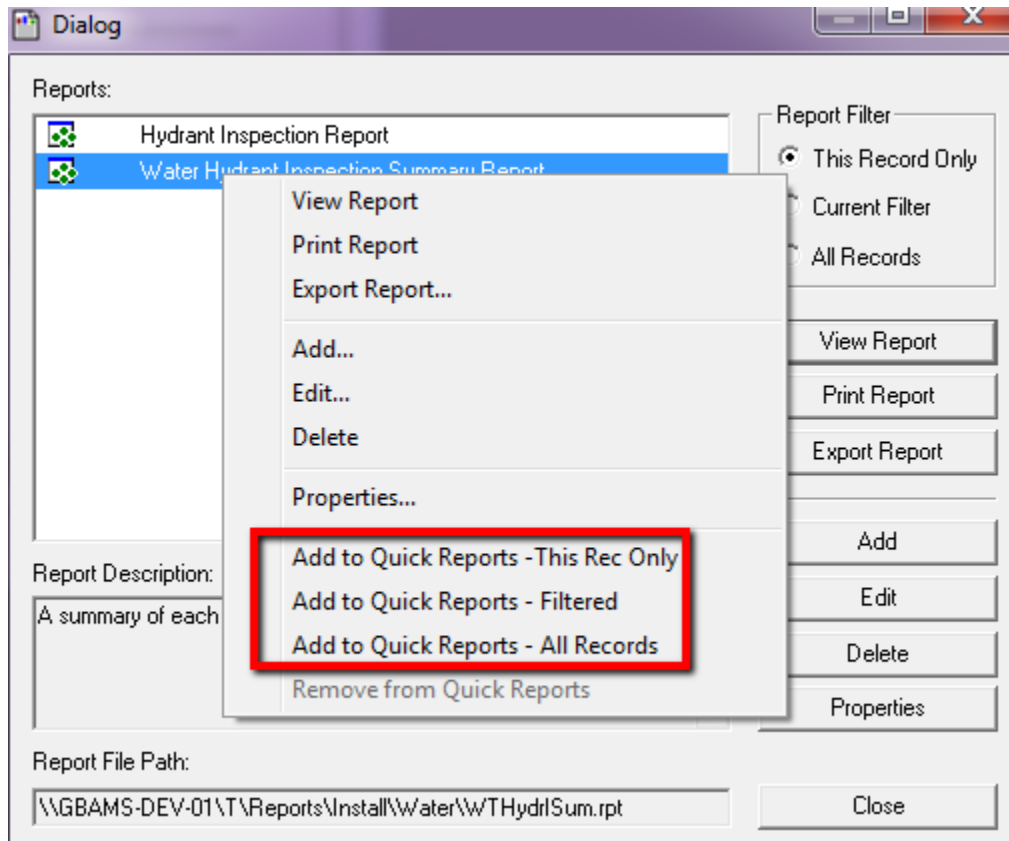 Dialog
Reports:
Hydrant Inspection Report
Water Hydrant Inspection Summary Report
Report Filter
This Record Only
Current Filter
All Records
View Report
Print Report
Export Report...
Add...
Edit...
Delete
Properties...
Add to Quick Reports -This Rec Only
Add to Quick Reports - Filtered
Add to Quick Reports - All Records
Remove from Quick Reports
View Report
Print Report
Export Report
Add
Edit
Delete
Properties
Report Description:
A summary of each
Report File Path:
\\GBAMS-DEV-01\T\Reports\Install\Water\WTHydrISum.rpt
Close